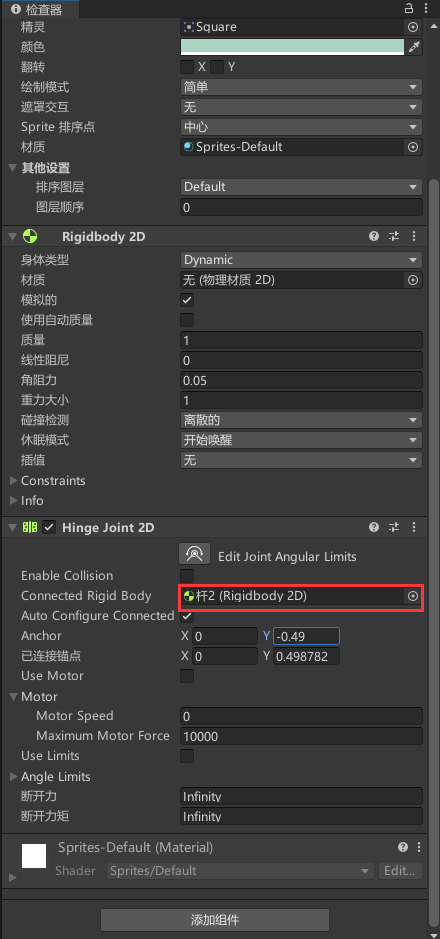 检查器
精灵 Square
颜色
翻转 X Y
绘制模式 简单
遮罩交互 无
Sprite 排序点 中心
材质 Sprites-Default
其他设置
排序图层 Default
图层顺序 0
Rigidbody 2D
身体类型 Dynamic
材质 无 (物理材质 2D)
模拟的
使用自动质量
质量 1
线性阻尼 0
角阻力 0.05
重力大小 1
碰撞检测 离散的
休眠模式 开始唤醒
插值 无
Constraints
Info
Hinge Joint 2D
Edit Joint Angular Limits
Enable Collision
Connected Rigid Body 杆2 (Rigidbody 2D)
Auto Configure Connected
Anchor X 0 Y -0.49
已连接锚点 X 0 Y 0.498782
Use Motor
Motor
Motor Speed 0
Maximum Motor Force 10000
Use Limits
Angle Limits
断开力 Infinity
断开力矩 Infinity
Sprites-Default (Material)
Shader Sprites/Default Edit...
添加组件